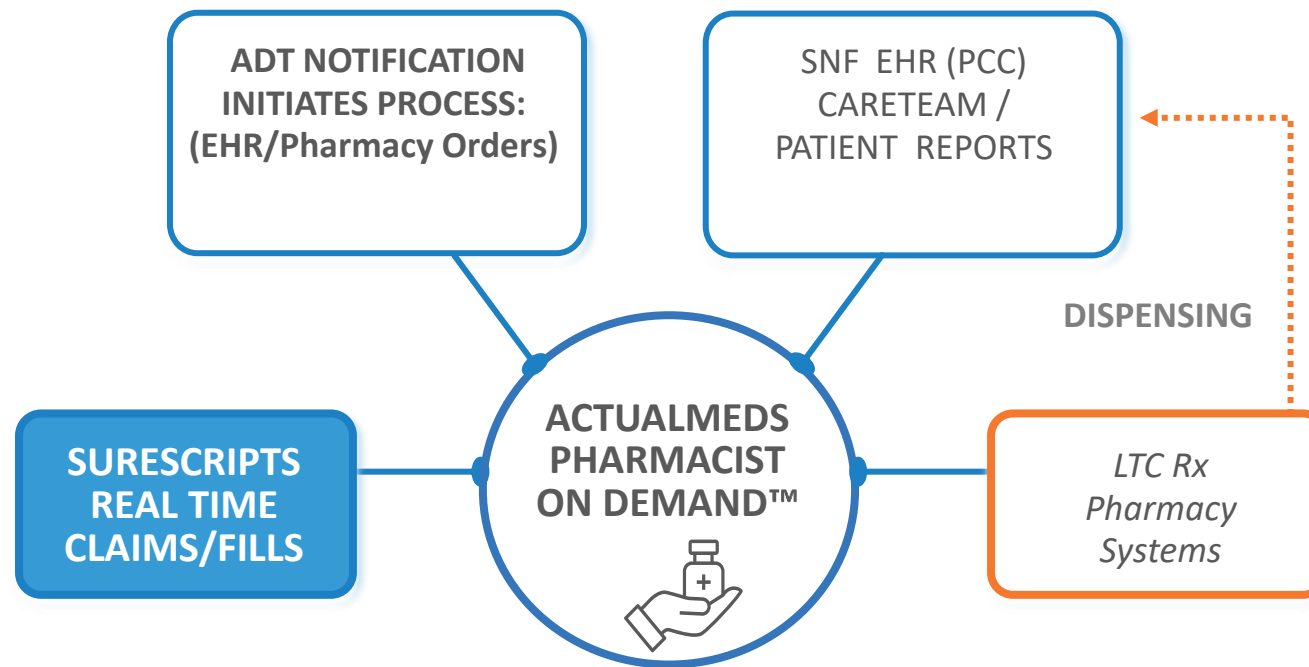 ADT NOTIFICATION
INITIATES PROCESS:
(EHR/Pharmacy Orders)
SNF EHR (PCC)
CARETEAM /
PATIENT REPORTS
DISPENSING
SURESCRIPTS
REAL TIME
CLAIMS/FILLS
ACTUALMEDS
PHARMACIST
ON DEMAND™
LTC Rx
Pharmacy
Systems